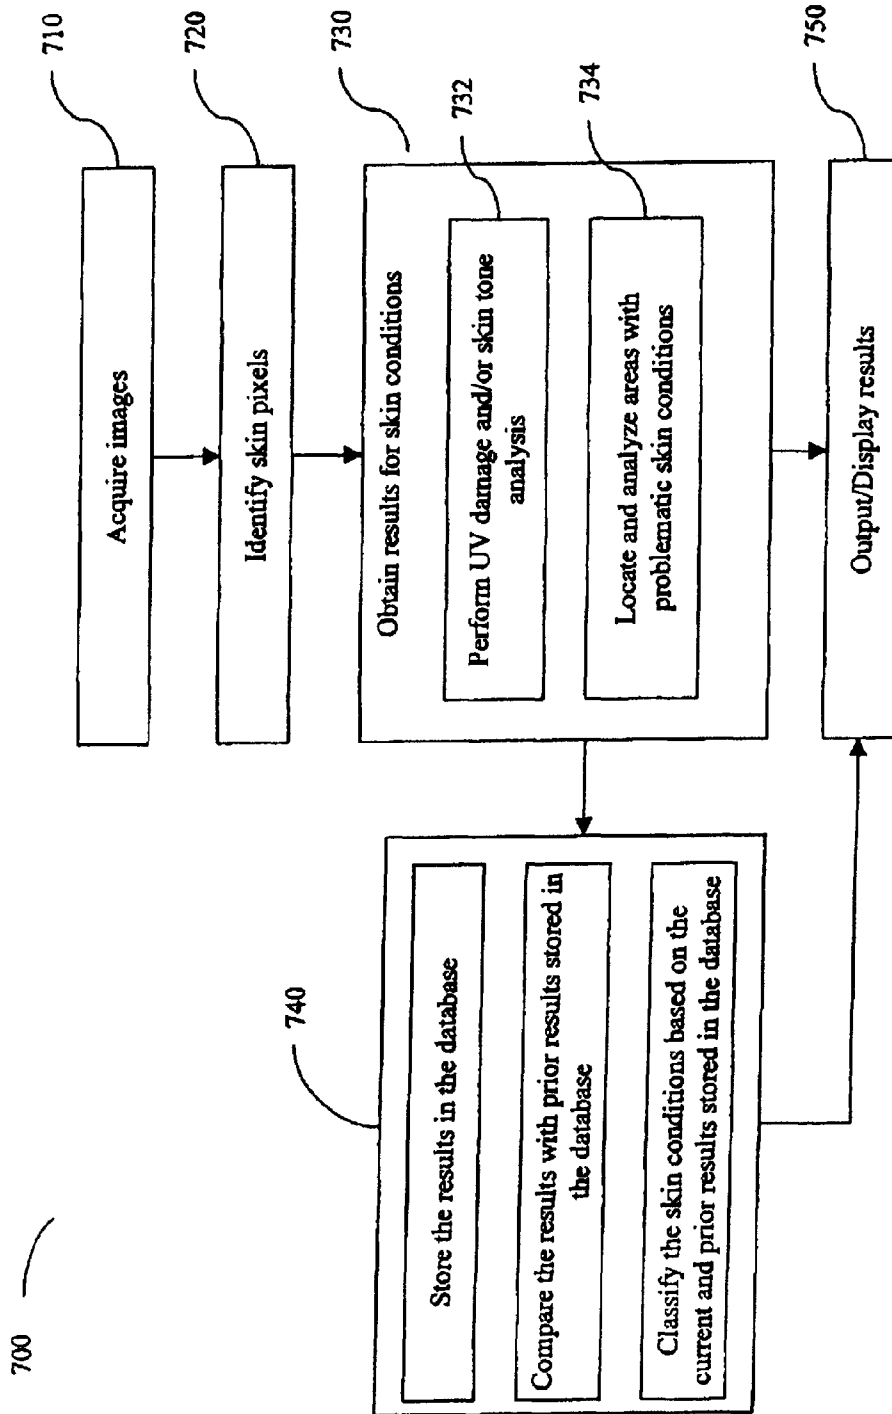 700
710
Acquire images
720
Identify skin pixels
730
Obtain results for skin conditions
732
Perform UV damage and/or skin tone
analysis
734
Locate and analyze areas with
problematic skin conditions
740
Store the results in the database
Compare the results with prior results stored in
the database
Classify the skin conditions based on the
current and prior results stored in the database
750
Output/Display results